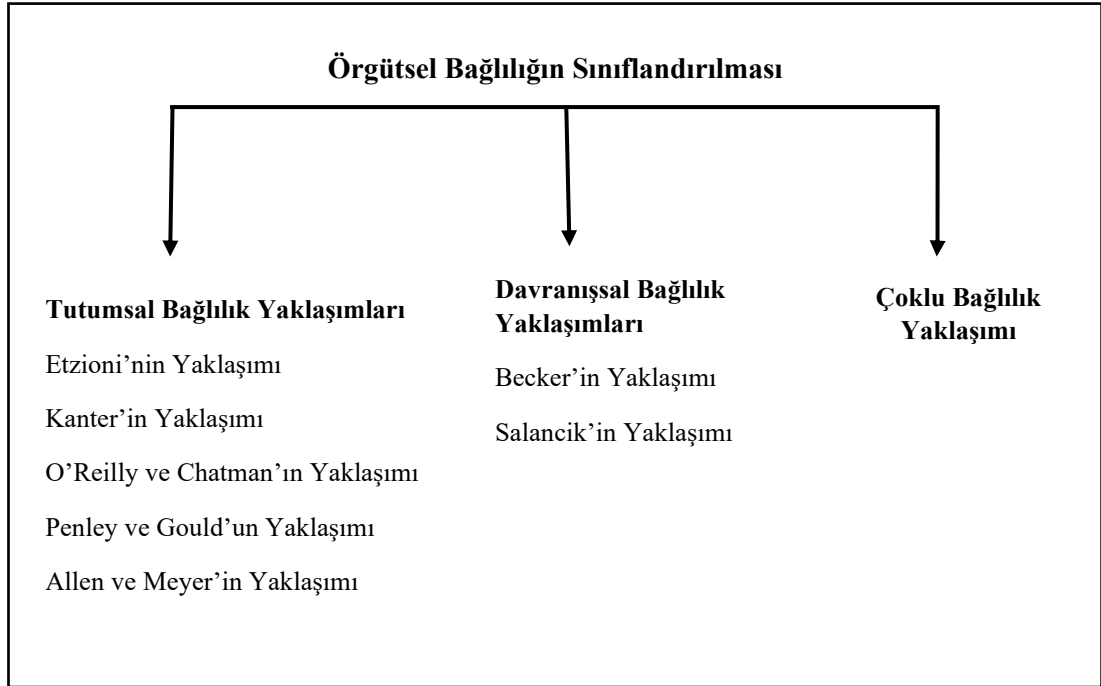 Örgütsel Bağlılığın Sınıflandırılması
Tutumsal Bağlılık Yaklaşımları
Etzioni’nin Yaklaşımı
Kanter’in Yaklaşımı
O’Reilly ve Chatman’ın Yaklaşımı
Penley ve Gould’un Yaklaşımı
Allen ve Meyer’in Yaklaşımı
Davranışsal Bağlılık
Yaklaşımları
Becker’in Yaklaşımı
Salancik’in Yaklaşımı
Çoklu Bağlılık
Yaklaşımı